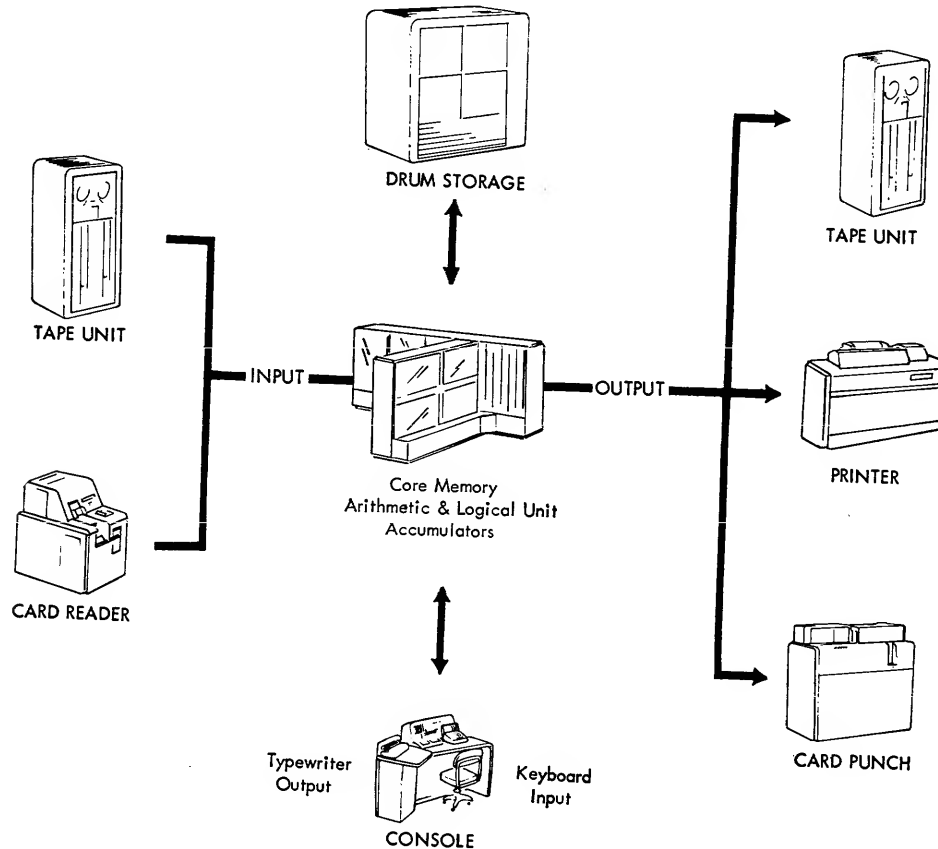 DRUM STORAGE
TAPE UNIT
TAPE UNIT
INPUT
OUTPUT
Core Memory
Arithmetic & Logical Unit
Accumulators
PRINTER
CARD READER
Typewriter
Output
Keyboard
Input
CONSOLE
CARD PUNCH